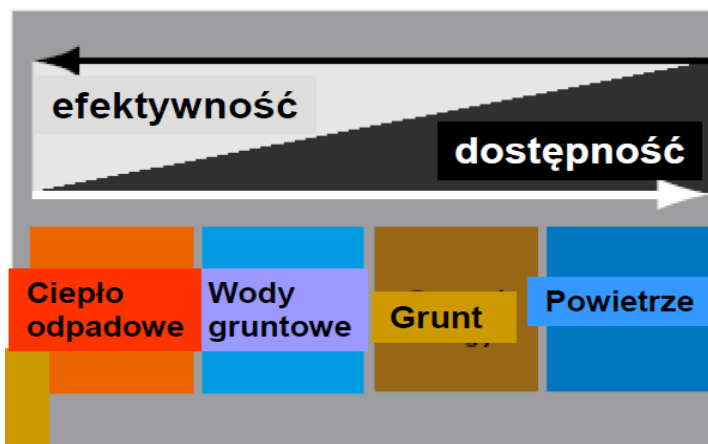 efektywność
dostępność
Ciepło
odpadowe
Wody
gruntowe
Grunt
Powietrze